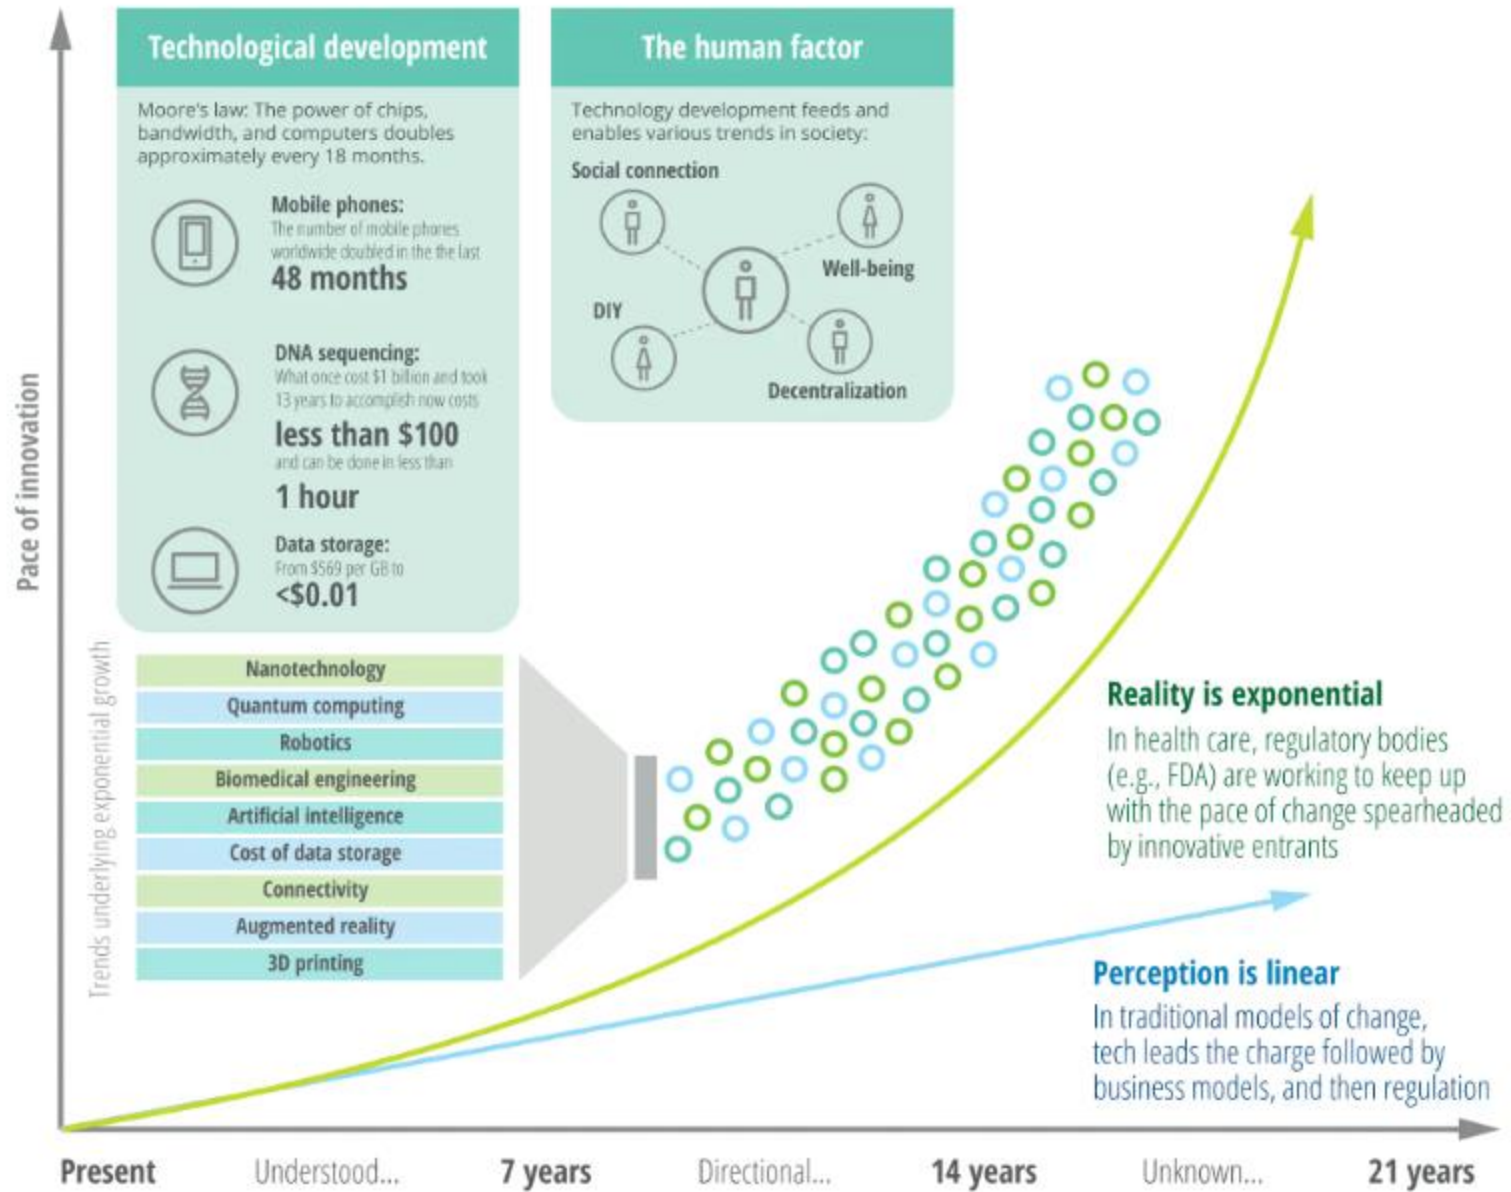 Technological development
Moore's law: The power of chips,
bandwidth, and computers doubles
approximately every 18 months.
Mobile phones:
The number of mobile phones
worldwide doubled in the the last
48 months
DNA sequencing:
What once cost $1 billion and took
13 years to accomplish now costs
less than $100
and can be done in less than
1 hour
Data storage:
From $569 per GB to
<$0.01
The human factor
Technology development feeds and
enables various trends in society:
Social connection
Well-being
DIY
Decentralization
Pace of innovation
Trends underlying exponential growth
Nanotechnology
Quantum computing
Robotics
Biomedical engineering
Artificial intelligence
Cost of data storage
Connectivity
Augmented reality
3D printing
Reality is exponential
In health care, regulatory bodies
(e.g., FDA) are working to keep up
with the pace of change spearheaded
by innovative entrants
Perception is linear
In traditional models of change,
tech leads the charge followed by
business models, and then regulation
Present Understood... 7 years Directional... 14 years Unknown... 21 years